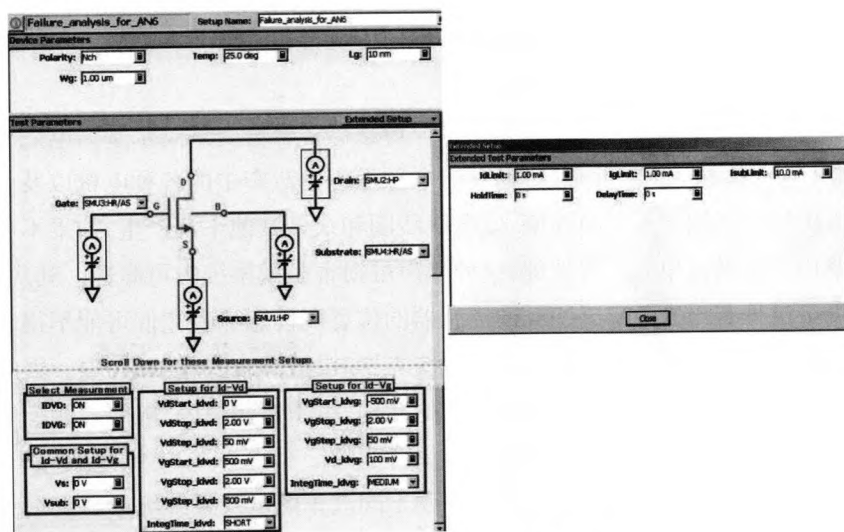 Failure_analysis_for_AN6 Setup Name: Failure_analysis_for_AN6
Device Parameters
Polarity: Nch Temp: 25.0 deg Lg: 10 nm
Wg: 1.00 um
Test Parameters Extended Setup
Drain: SMU2:HP
Gate: SMU3:HR/AS
A
G
B
S
A
A
A
Substrate: SMU4:HR/AS
Source: SMU1:HP
Scroll Down for these Measurement Setups.
Select Measurement
IDVD: ON
IDVG: ON
Common Setup for
Id-Vd and Id-Vg
Vs: 0 V
Vsub: 0 V
Setup for Id-Vd
VdStart_idvd: 0 V
VdStop_idvd: 2.00 V
VdStep_idvd: 50 mV
VgStart_idvd: 500 mV
VgStop_idvd: 2.00 V
VgStep_idvd: 500 mV
IntegTime_idvd: SHORT
Setup for Id-Vg
VgStart_idvg: -500 mV
VgStop_idvg: 2.00 V
VgStep_idvg: 50 mV
Vd_idvg: 100 mV
IntegTime_idvg: MEDIUM
Extended Setup
Extended Test Parameters
IdLimit: 1.00 mA IgLimit: 1.00 mA IsubLimit: 10.0 mA
HoldTime: 0 s DelayTime: 0 s
Close